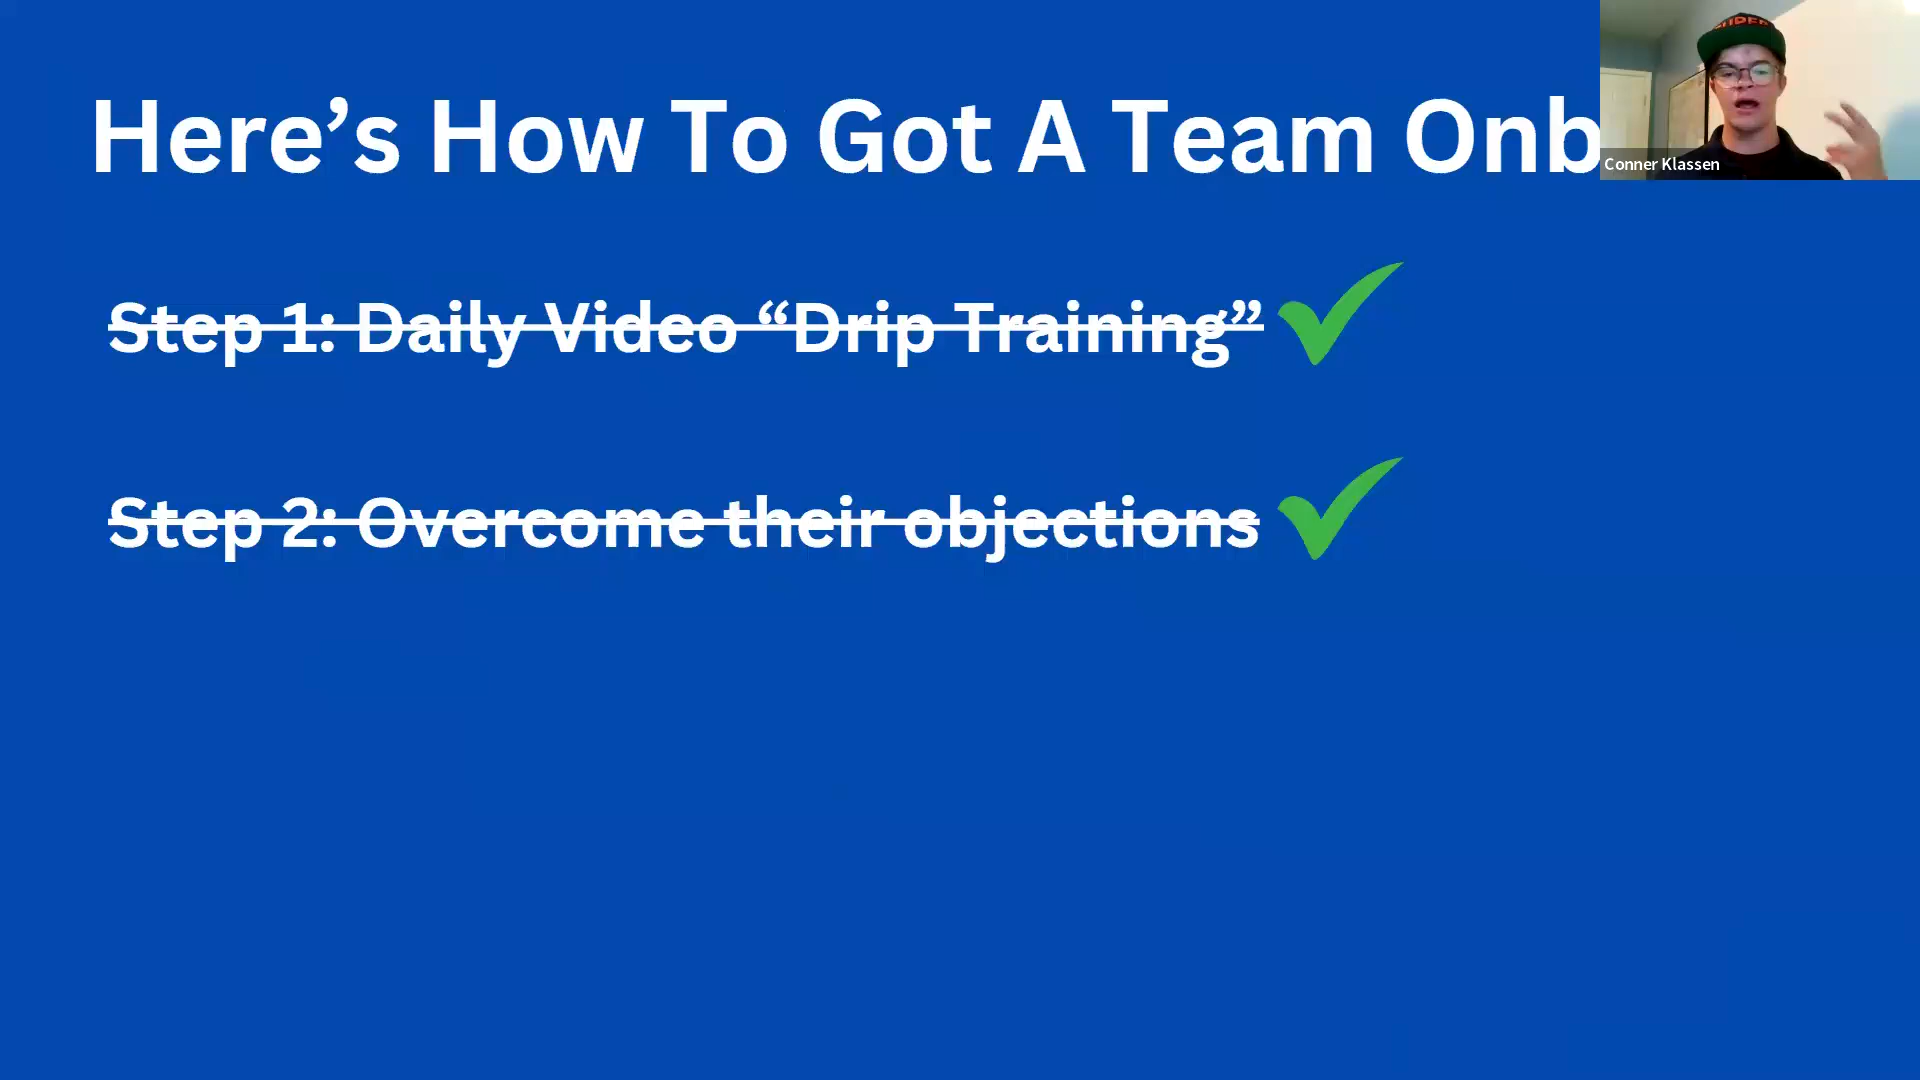 Here’s How To Got A Team Onb
Conner Klassen
Step 1: Daily Video “Drip Training”
Step 2: Overcome their objections